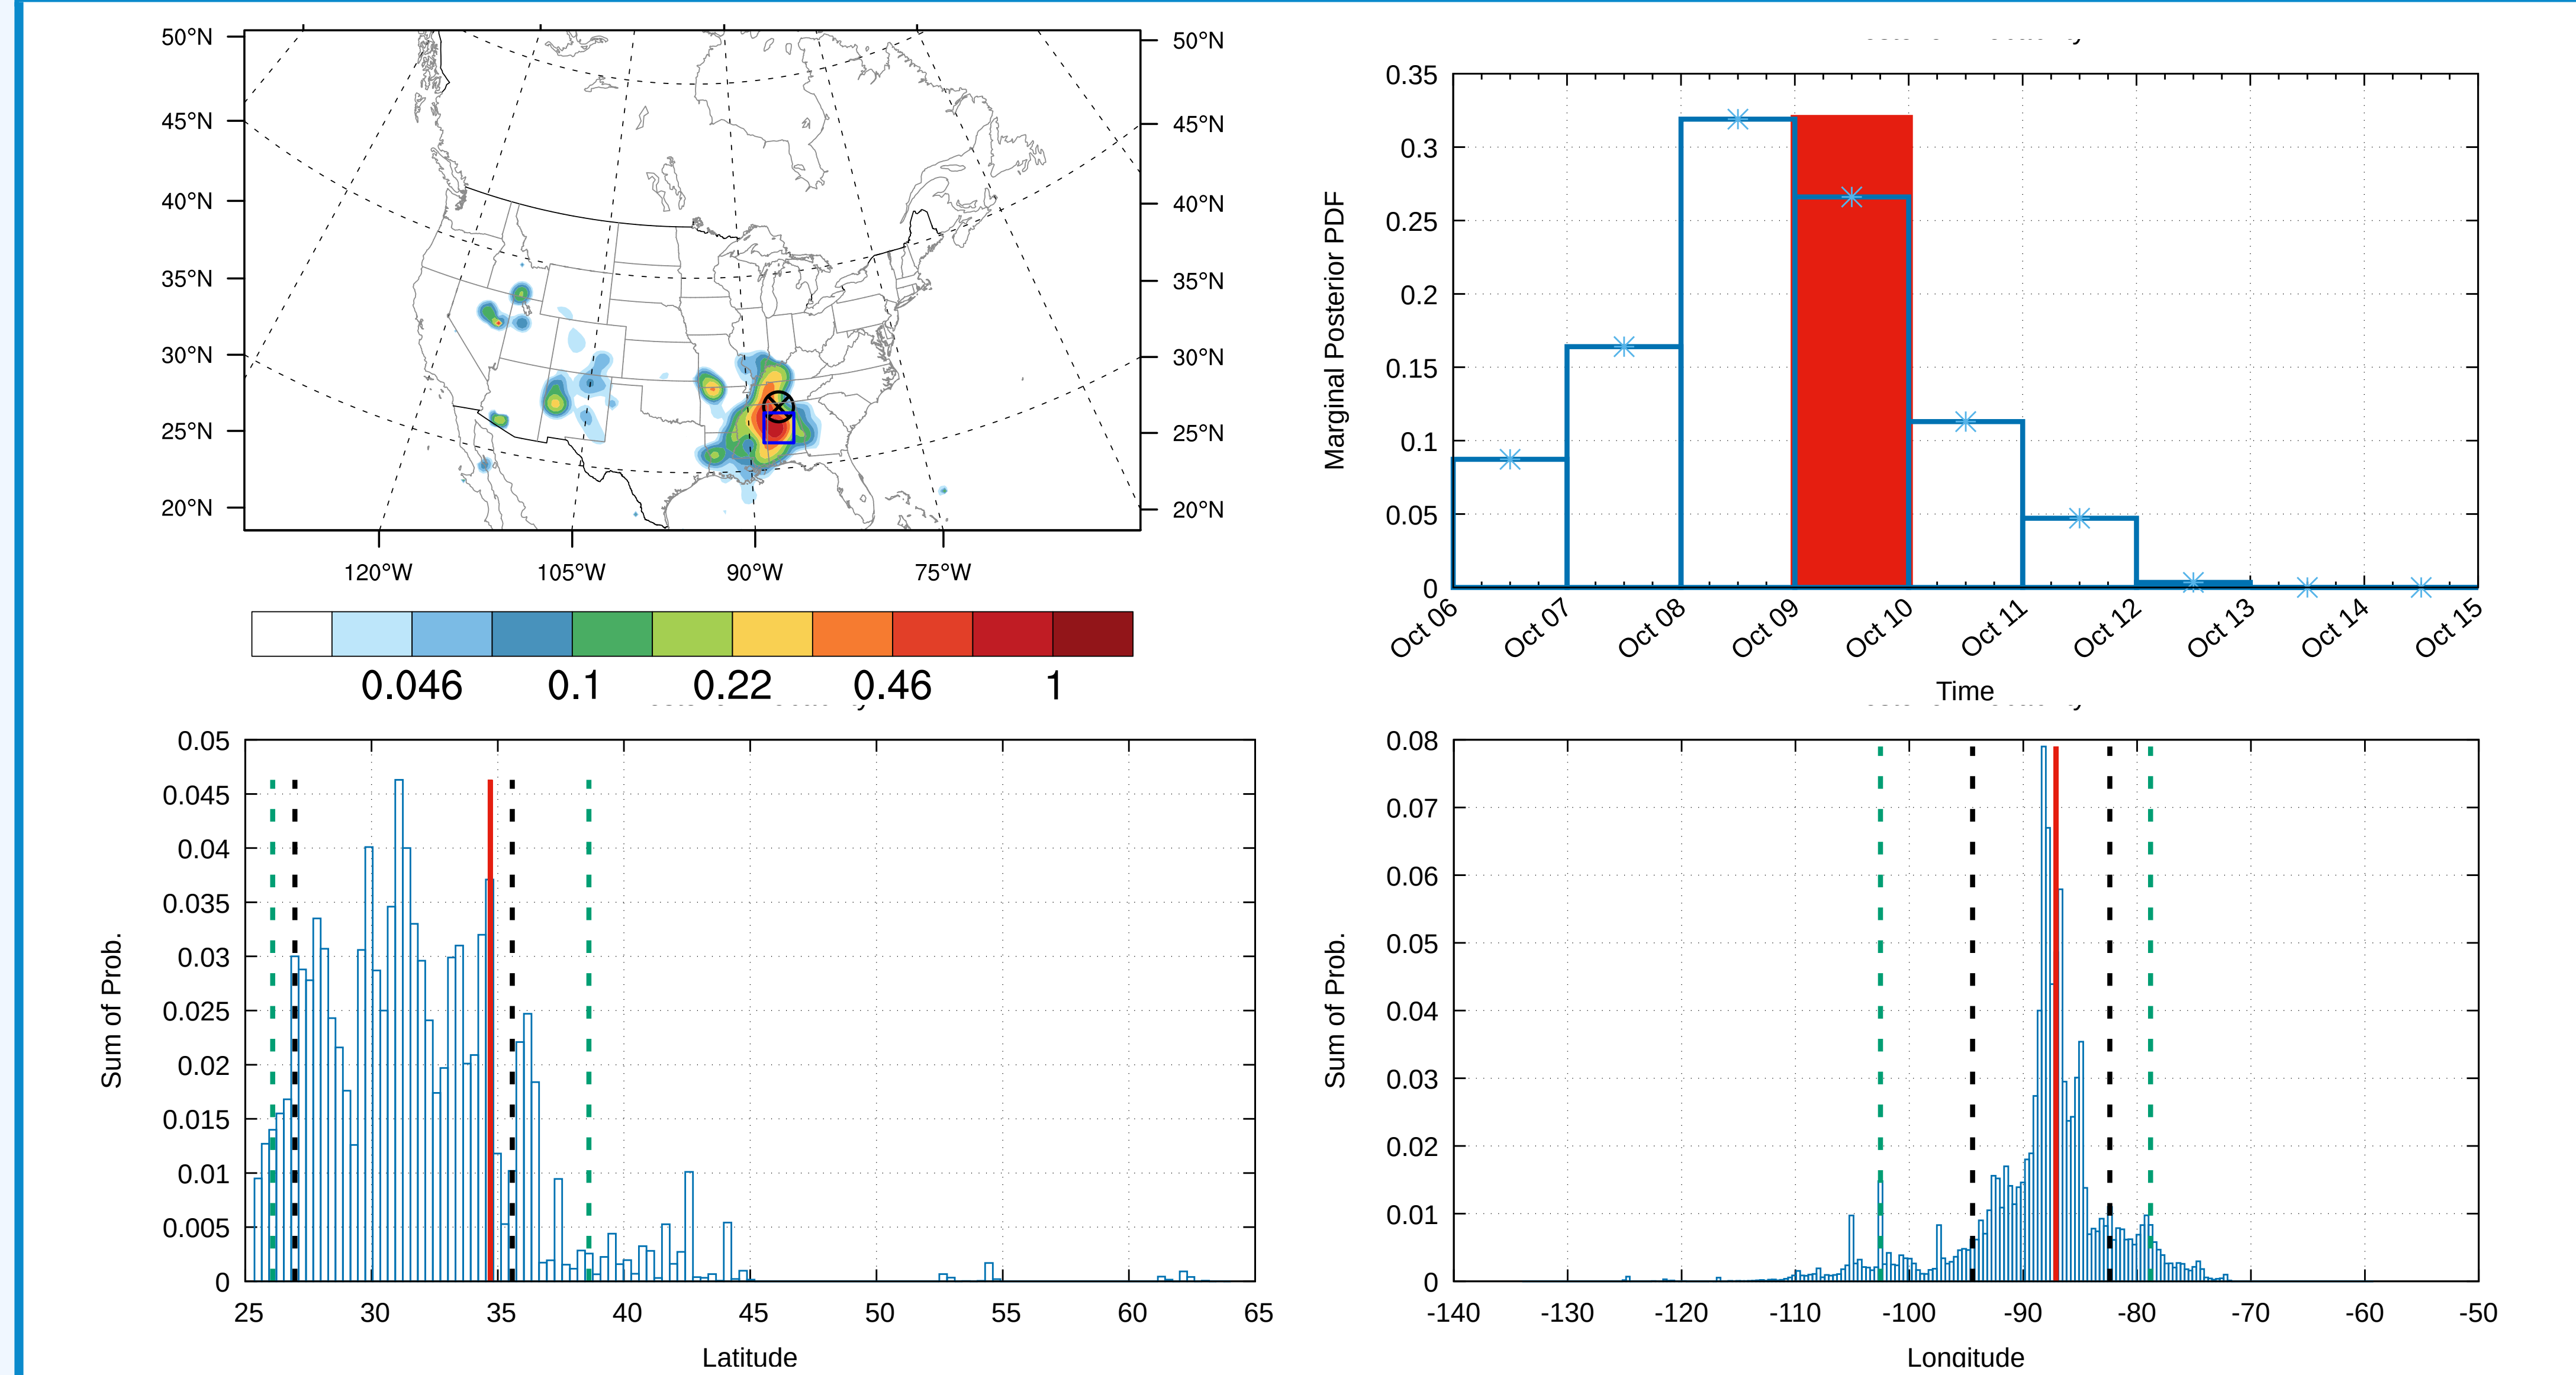 50°N
45°N
40°N
35°N
30°N
25°N
20°N
50°N
45°N
40°N
35°N
30°N
25°N
20°N
120°W 105°W 90°W 75°W
0.046 0.1 0.22 0.46 1
Marginal Posterior PDF
0.35
0.3
0.25
0.2
0.15
0.1
0.05
0
Oct 06 Oct 07 Oct 08 Oct 09 Oct 10 Oct 11 Oct 12 Oct 13 Oct 14 Oct 15
Time
Sum of Prob.
0.05
0.045
0.04
0.035
0.03
0.025
0.02
0.015
0.01
0.005
0
25 30 35 40 45 50 55 60 65
Latitude
Sum of Prob.
0.08
0.07
0.06
0.05
0.04
0.03
0.02
0.01
0
-140 -130 -120 -110 -100 -90 -80 -70 -60 -50
Longitude